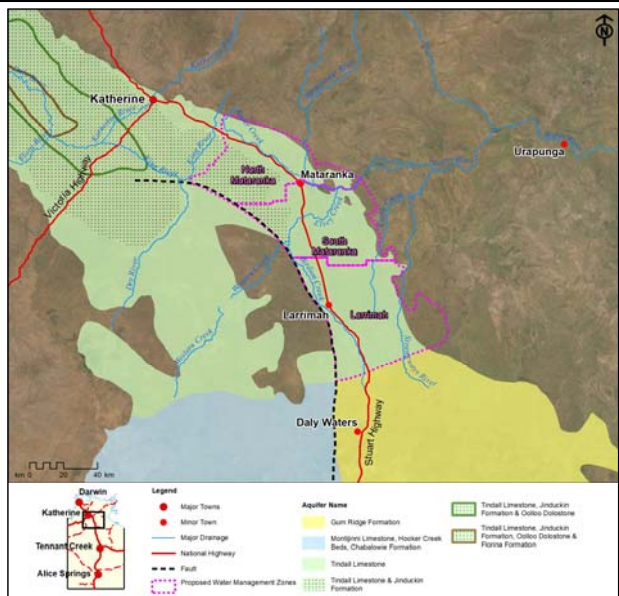 N
Katherine
Victoria Highway
Urapunga
Mataranka
North
Mataranka
South
Mataranka
Dry River
Larrimah
Larrimah
Daly Waters
Stuart Highway
km 0 20 40 km
Darwin
Katherine
Tennant Creek
Alice Springs
Legend
Major Towns
Minor Town
Major Drainage
National Highway
Fault
Proposed Water Management Zones
Aquifer Name
Gum Ridge Formation
Montijinni Limestone, Hooker Creek
Beds, Chabalowie Formation
Tindall Limestone
Tindall Limestone & Jinduckin
Formation
Tindall Limestone, Jinduckin
Formation & Oolloo Dolostone
Tindall Limestone, Jinduckin
Formation, Ooloo Dolostone &
Florina Formation